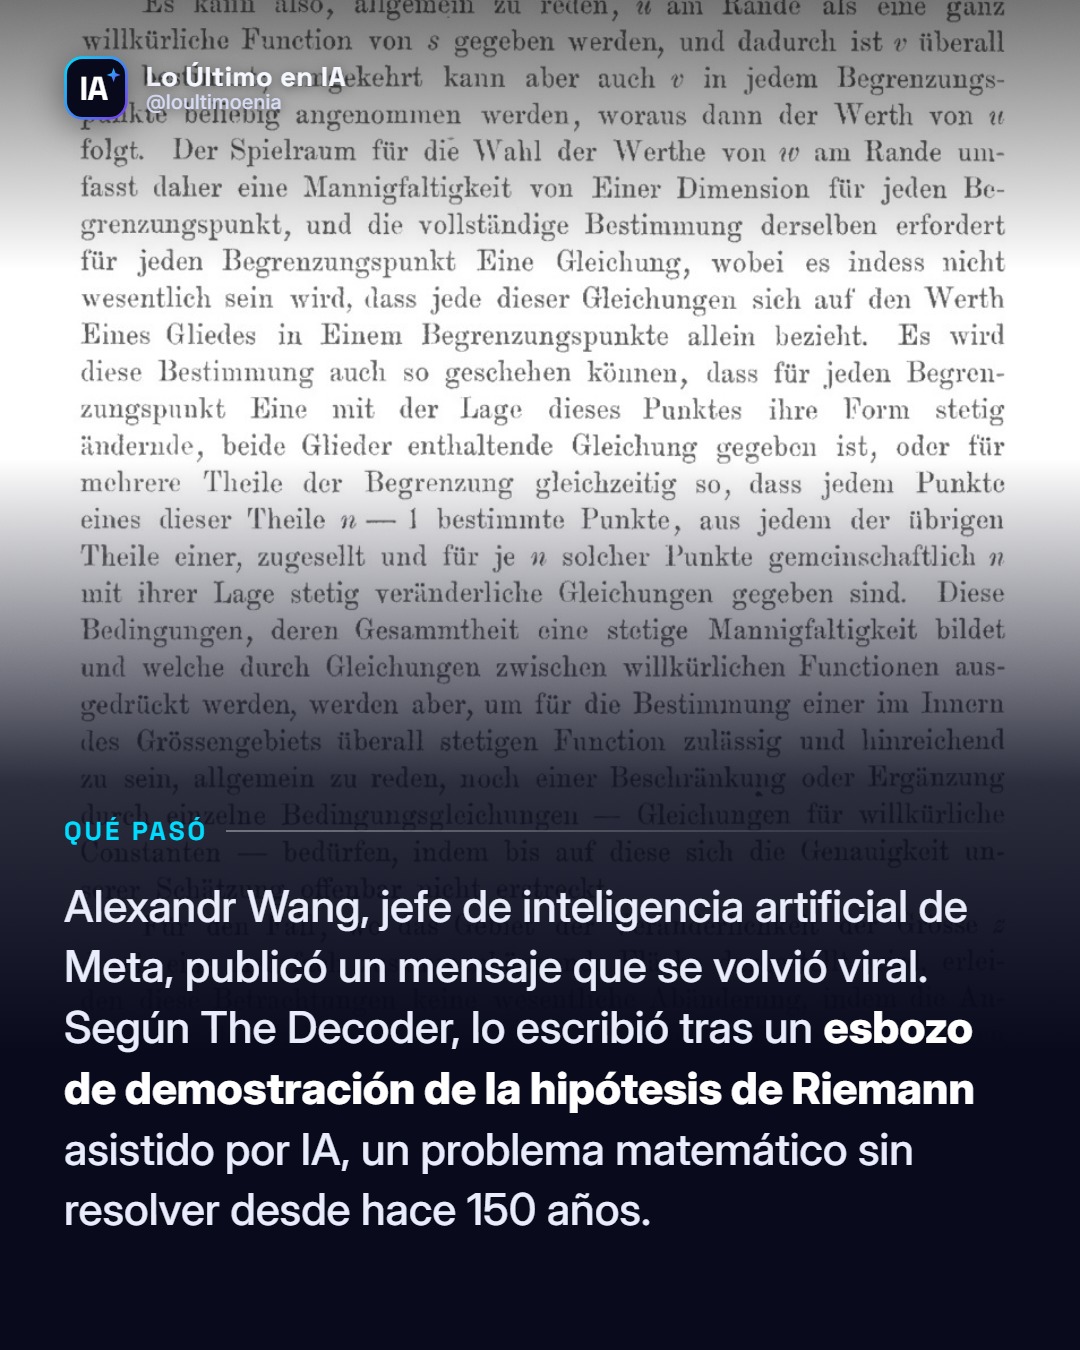 Es kann also, allgemein zu reden, u am Rande als eine ganz
willkürliche Function von s gegeben werden, und dadurch ist v überall
IA Lo Último en IA
@loultimoenia
umgekehrt kann aber auch v in jedem Begrenzungs-
punkte beliebig angenommen werden, woraus dann der Werth von u
folgt. Der Spielraum für die Wahl der Werthe von w am Rande um-
fasst daher eine Mannigfaltigkeit von Einer Dimension für jeden Be-
grenzungspunkt, und die vollständige Bestimmung derselben erfordert
für jeden Begrenzungspunkt Eine Gleichung, wobei es indess nicht
wesentlich sein wird, dass jede dieser Gleichungen sich auf den Werth
Eines Gliedes in Einem Begrenzungspunkte allein bezieht. Es wird
diese Bestimmung auch so geschehen können, dass für jeden Begren-
zungspunkt Eine mit der Lage dieses Punktes ihre Form stetig
ändernde, beide Glieder enthaltende Gleichung gegeben ist, oder für
mehrere Theile der Begrenzung gleichzeitig so, dass jedem Punkte
eines dieser Theile n — 1 bestimmte Punkte, aus jedem der übrigen
Theile einer, zugesellt und für je n solcher Punkte gemeinschaftlich n
mit ihrer Lage stetig veränderliche Gleichungen gegeben sind. Diese
Bedingungen, deren Gesammtheit eine stetige Mannigfaltigkeit bildet
und welche durch Gleichungen zwischen willkürlichen Functionen aus-
gedrückt werden, werden aber, um für die Bestimmung einer im Innern
des Grössengebiets überall stetigen Function zulässig und hinreichend
zu sein, allgemein zu reden, noch einer Beschränkung oder Ergänzung
durch einzelne Bedingungsgleichungen — Gleichungen für willkürliche
QUÉ PASÓ
Constanten — bedürfen, indem bis auf diese sich die Genauigkeit un-
serer Schätzung offenbar nicht erstreckt.
Alexandr Wang, jefe de inteligencia artificial de
Meta, publicó un mensaje que se volvió viral.
Según The Decoder, lo escribió tras un esbozo
de demostración de la hipótesis de Riemann
asistido por IA, un problema matemático sin
resolver desde hace 150 años.